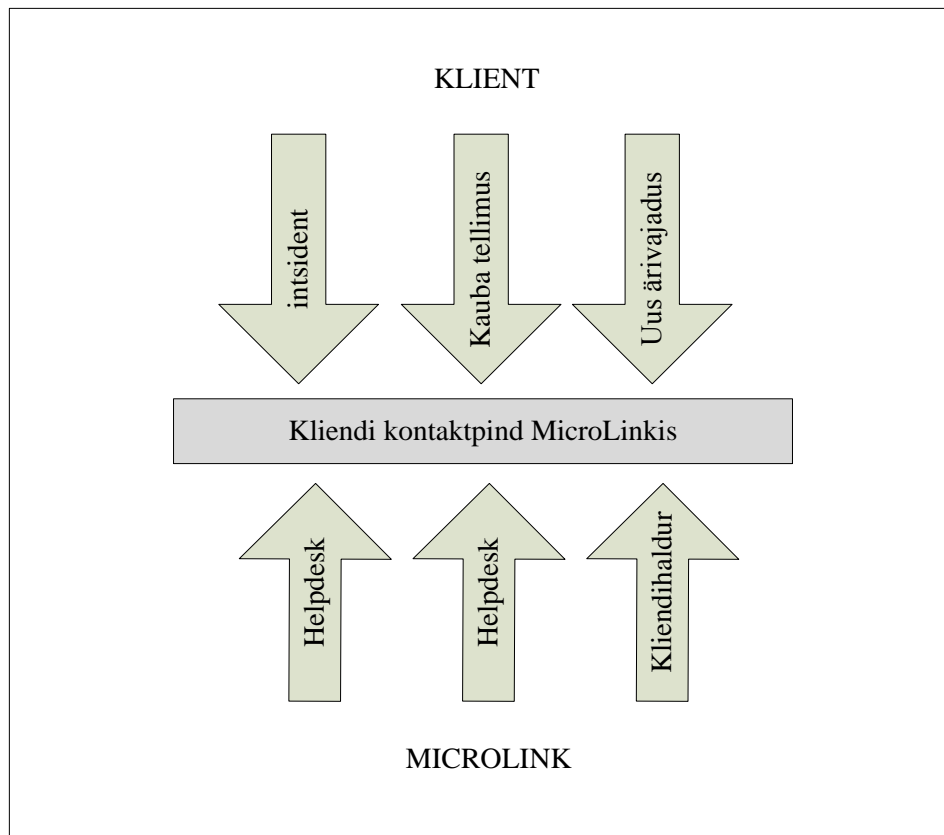 KLIENT
intsident
Kauba tellimus
Uus ärivajadus
Kliendi kontaktpind MicroLinkis
Helpdesk
Helpdesk
Kliendihaldur
MICROLINK